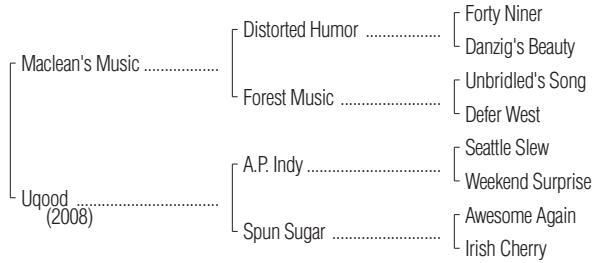 Forty Niner
Distorted Humor ..................
Danzig's Beauty
Maclean's Music ..................
Unbridled's Song
Forest Music ........................
Defer West
Seattle Slew
A.P. Indy ................................
Weekend Surprise
Uqood ..................................
(2008)
Awesome Again
Spun Sugar ..........................
Irish Cherry